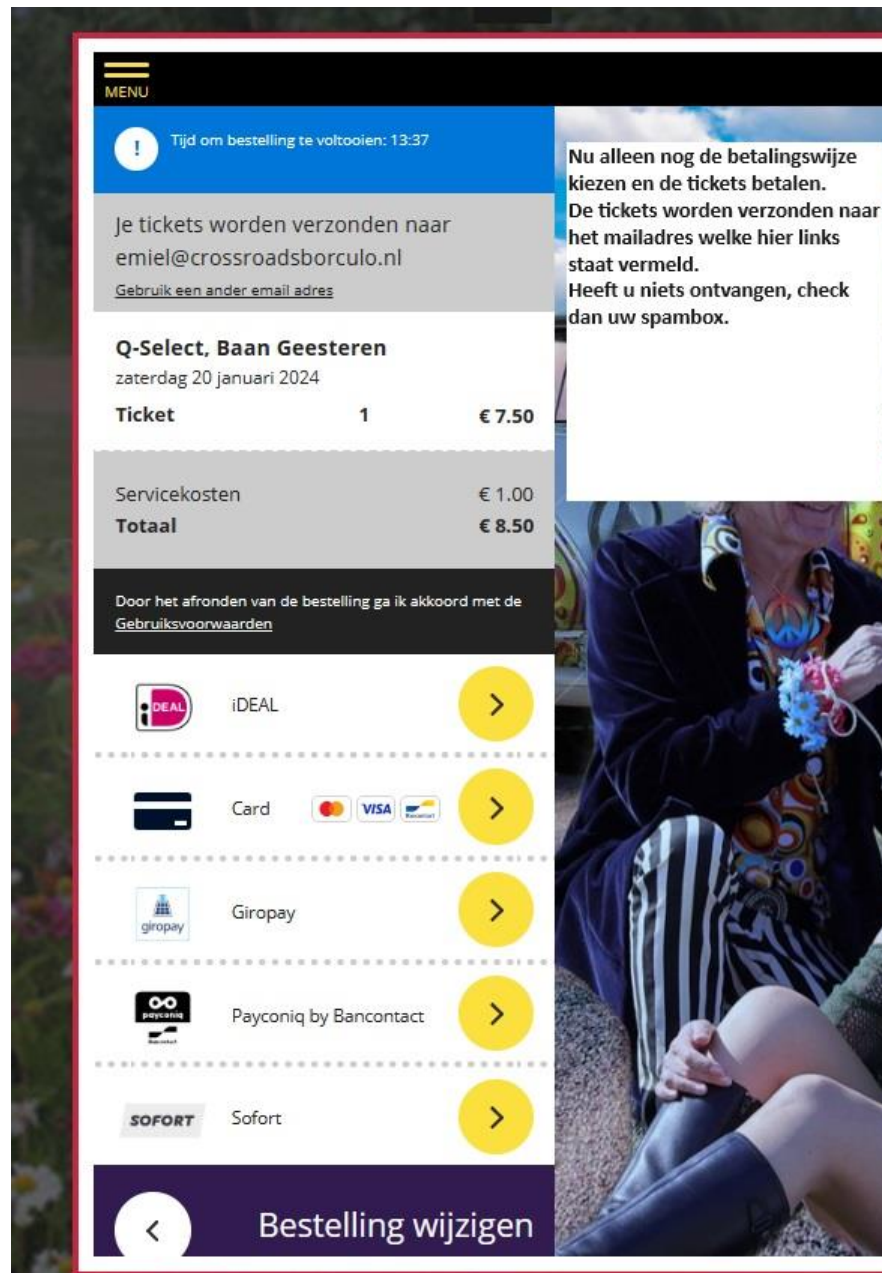 MENU
! Tijd om bestelling te voltooien: 13:37
Je tickets worden verzonden naar
emiel@crossroadsborculo.nl
Gebruik een ander email adres
Q-Select, Baan Geesteren
zaterdag 20 januari 2024
Ticket 1 € 7.50
Servicekosten € 1.00
Totaal € 8.50
Door het afronden van de bestelling ga ik akkoord met de
Gebruiksvoorwaarden
iDEAL iDEAL
Card VISA Bancontact
giropay Giropay
payconiq Bancontact Payconiq by Bancontact
SOFORT Sofort
Bestelling wijzigen
Nu alleen nog de betalingswijze
kiezen en de tickets betalen.
De tickets worden verzonden naar
het mailadres welke hier links
staat vermeld.
Heeft u niets ontvangen, check
dan uw spambox.